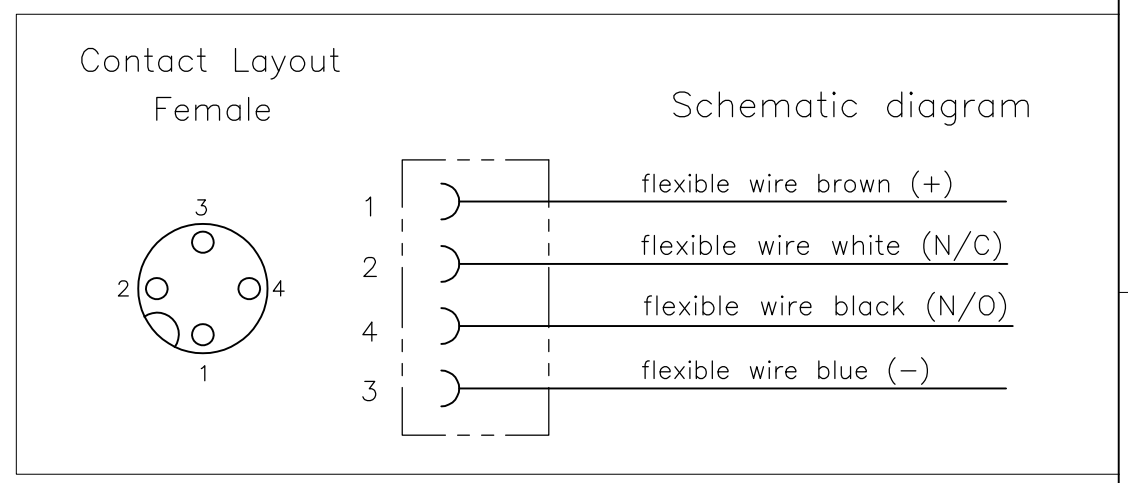 Contact Layout
Female
3
2
4
1
Schematic diagram
1 flexible wire brown (+)
2 flexible wire white (N/C)
4 flexible wire black (N/O)
3 flexible wire blue (−)